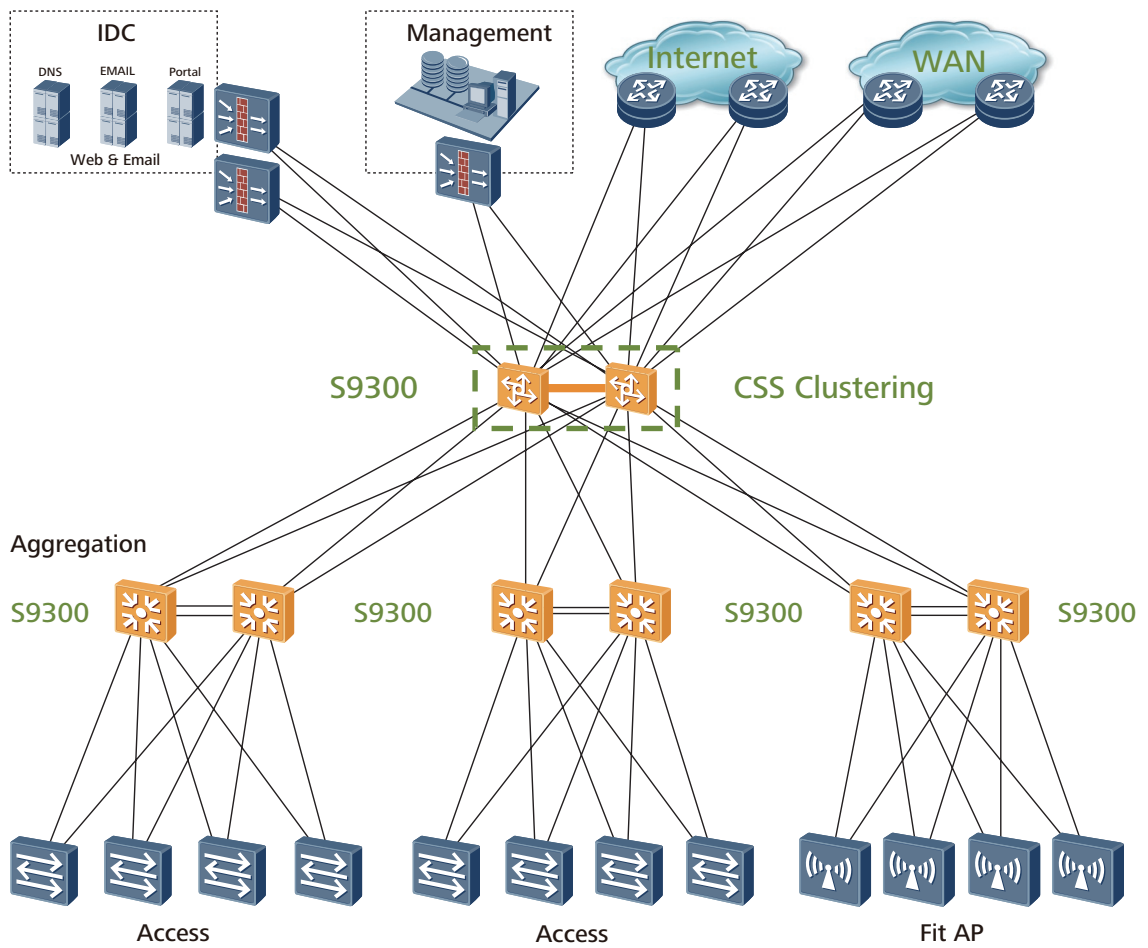 IDC
Management
Internet
WAN
DNS
EMAIL
Portal
Web & Email
S9300
CSS Clustering
Aggregation
S9300
S9300
S9300
S9300
Access
Access
Fit AP